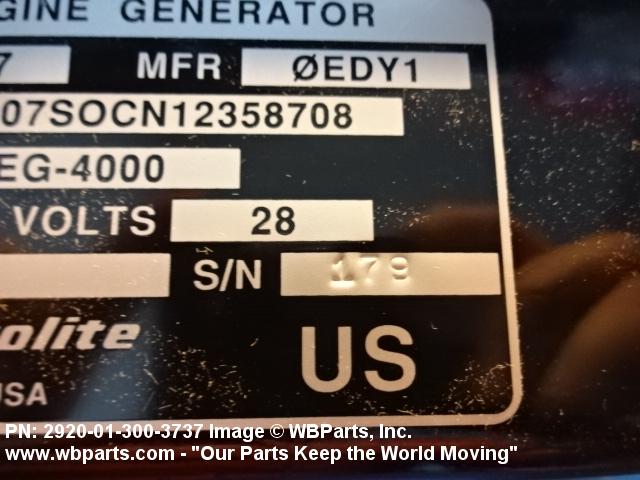 GINE GENERATOR
7 MFR ØEDY1
07SOCN12358708
EG-4000
VOLTS 28
S/N 179
olite
USA
US
PN: 2920-01-300-3737 Image © WBParts, Inc.
www.wbparts.com - "Our Parts Keep the World Moving"